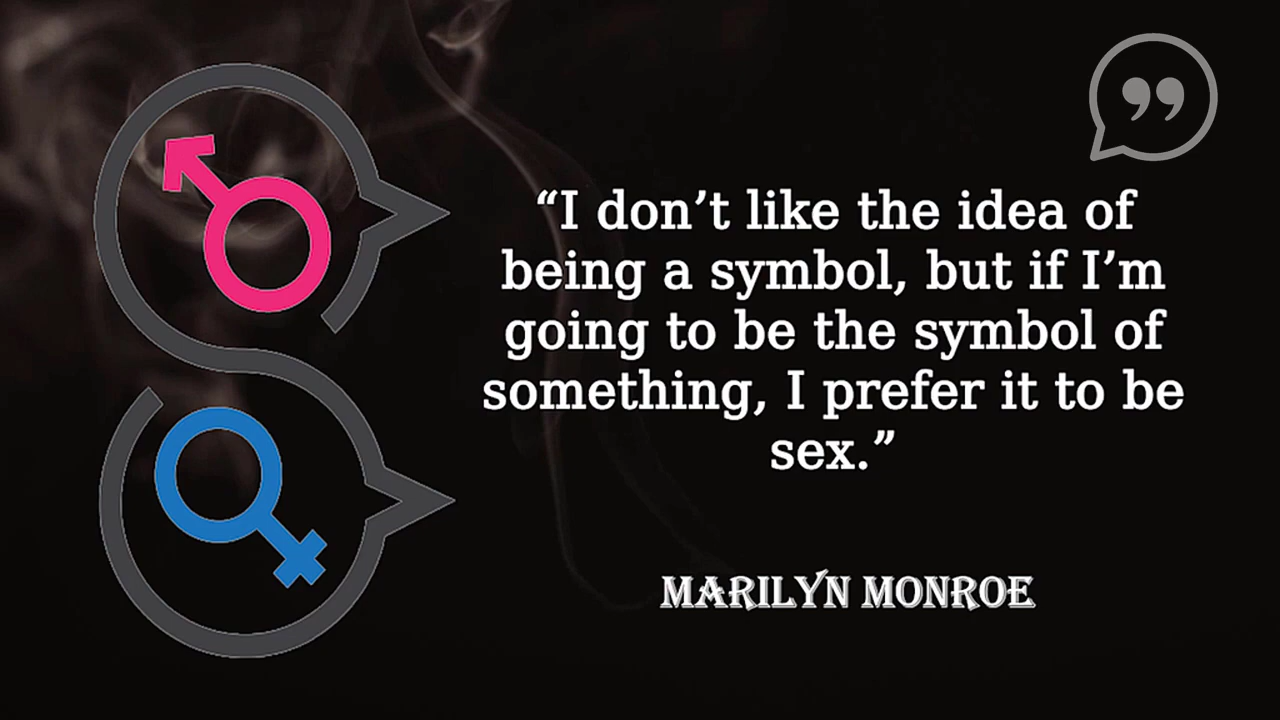 “I don’t like the idea of
being a symbol, but if I’m
going to be the symbol of
something, I prefer it to be
sex.”
MARILYN MONROE